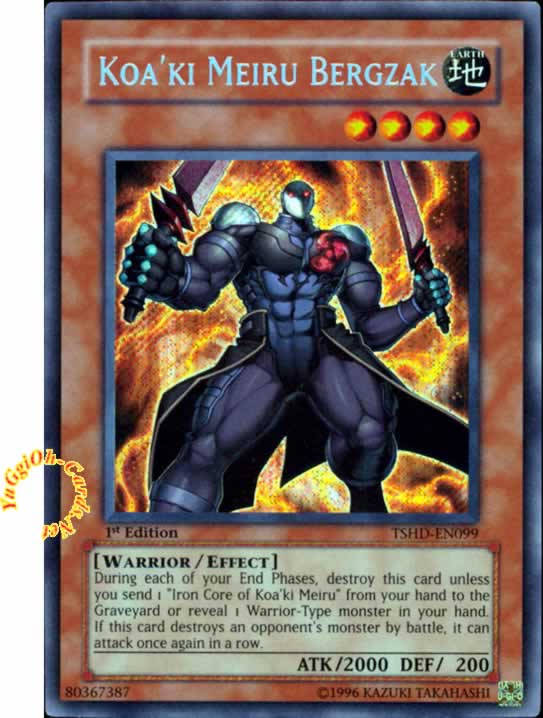 KOA'KI MEIRU BERGZAK
EARTH
地
1st Edition
TSHD-EN099
[WARRIOR/EFFECT]
During each of your End Phases, destroy this card unless
you send 1 "Iron Core of Koa'ki Meiru" from your hand to the
Graveyard or reveal 1 Warrior-Type monster in your hand.
If this card destroys an opponent's monster by battle, it can
attack once again in a row.
ATK/2000 DEF/ 200
80367387
©1996 KAZUKI TAKAHASHI
YuGgiOh-Cards.Net